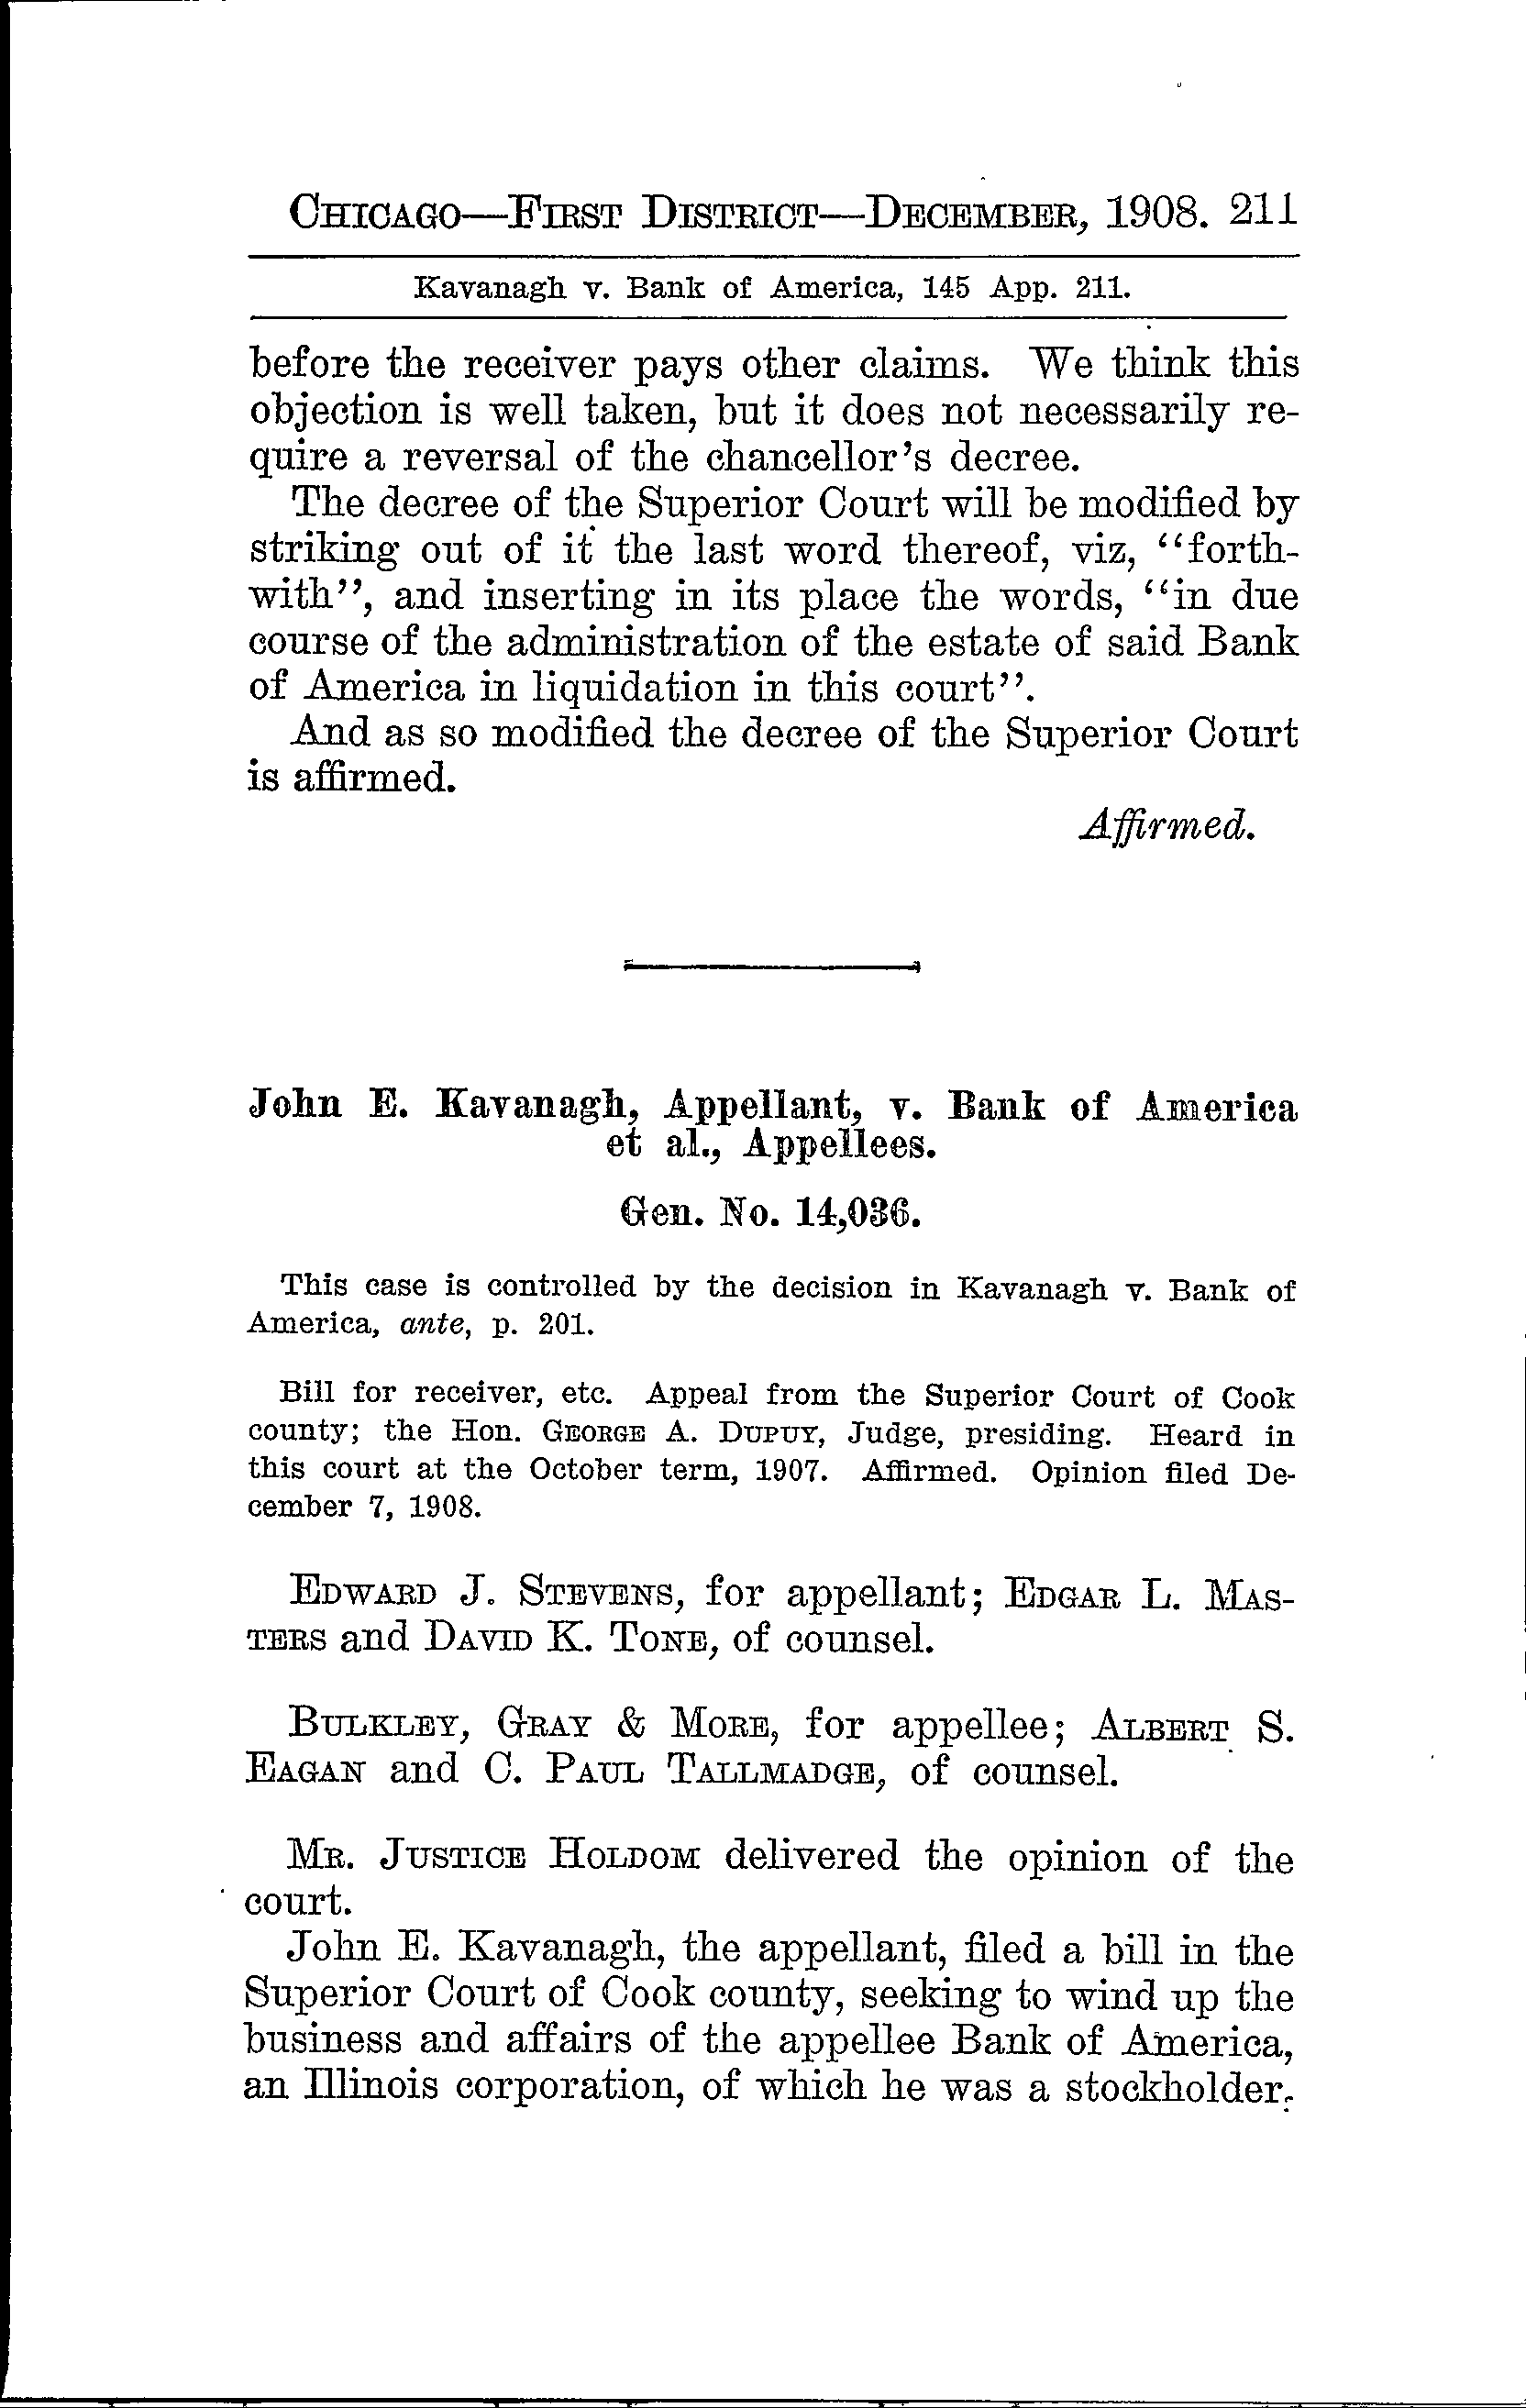 CHICAGO—FIRST DISTRICT—DECEMBER, 1908. 211
Kavanagh v. Bank of America, 145 App. 211.
before the receiver pays other claims. We think this
objection is well taken, but it does not necessarily re-
quire a reversal of the chancellor's decree.
The decree of the Superior Court will be modified by
striking out of it the last word thereof, viz, "forth-
with", and inserting in its place the words, "in due
course of the administration of the estate of said Bank
of America in liquidation in this court".
And as so modified the decree of the Superior Court
is affirmed.
Affirmed.
John E. Kavanagh, Appellant, v. Bank of America
et al., Appellees.
Gen. No. 14,036.
This case is controlled by the decision in Kavanagh v. Bank of
America, ante, p. 201.
Bill for receiver, etc. Appeal from the Superior Court of Cook
county; the Hon. GEORGE A. DUPUY, Judge, presiding. Heard in
this court at the October term, 1907. Affirmed. Opinion filed De-
cember 7, 1908.
EDWARD J. STEVENS, for appellant; EDGAR L. MAS-
TERS and DAVID K. TONE, of counsel.
BULKLEY, GRAY & MORE, for appellee; ALBERT S.
EAGAN and C. PAUL TALLMADGE, of counsel.
MR. JUSTICE HOLDOM delivered the opinion of the
court.
John E. Kavanagh, the appellant, filed a bill in the
Superior Court of Cook county, seeking to wind up the
business and affairs of the appellee Bank of America,
an Illinois corporation, of which he was a stockholder.